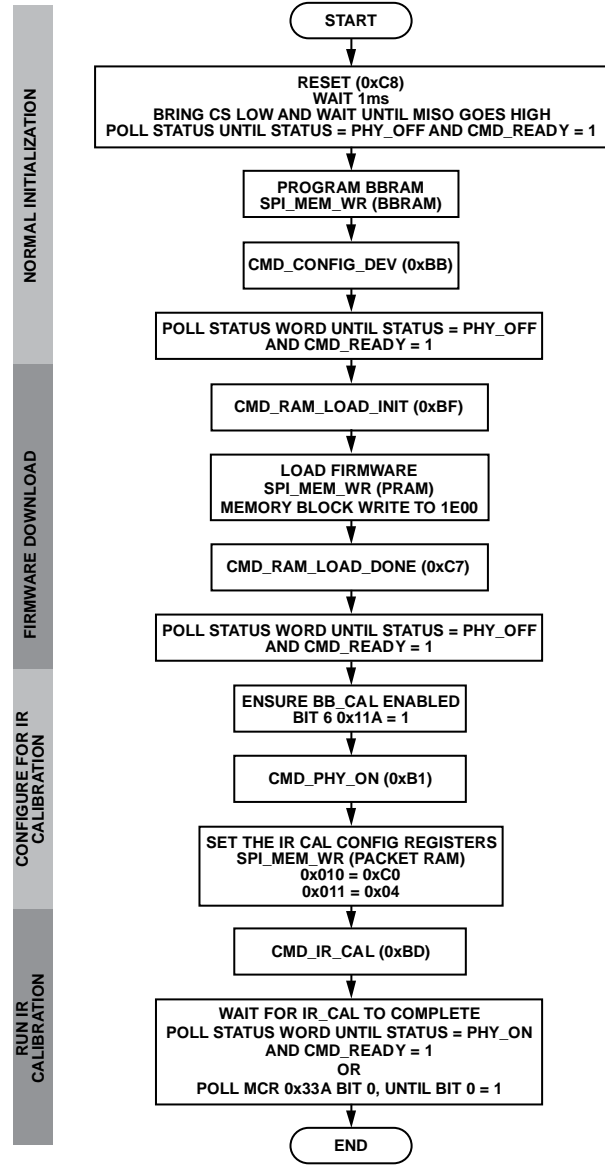 START
NORMAL INITIALIZATION
RESET (0xC8)
WAIT 1ms
BRING CS LOW AND WAIT UNTIL MISO GOES HIGH
POLL STATUS UNTIL STATUS = PHY_OFF AND CMD_READY = 1
PROGRAM BBRAM
SPI_MEM_WR (BBRAM)
CMD_CONFIG_DEV (0xBB)
POLL STATUS WORD UNTIL STATUS = PHY_OFF
AND CMD_READY = 1
FIRMWARE DOWNLOAD
CMD_RAM_LOAD_INIT (0xBF)
LOAD FIRMWARE
SPI_MEM_WR (PRAM)
MEMORY BLOCK WRITE TO 1E00
CMD_RAM_LOAD_DONE (0xC7)
POLL STATUS WORD UNTIL STATUS = PHY_OFF
AND CMD_READY = 1
CONFIGURE FOR IR
CALIBRATION
ENSURE BB_CAL ENABLED
BIT 6 0x11A = 1
CMD_PHY_ON (0xB1)
SET THE IR CAL CONFIG REGISTERS
SPI_MEM_WR (PACKET RAM)
0x010 = 0xC0
0x011 = 0x04
RUN IR
CALIBRATION
CMD_IR_CAL (0xBD)
WAIT FOR IR_CAL TO COMPLETE
POLL STATUS WORD UNTIL STATUS = PHY_ON
AND CMD_READY = 1
OR
POLL MCR 0x33A BIT 0, UNTIL BIT 0 = 1
END